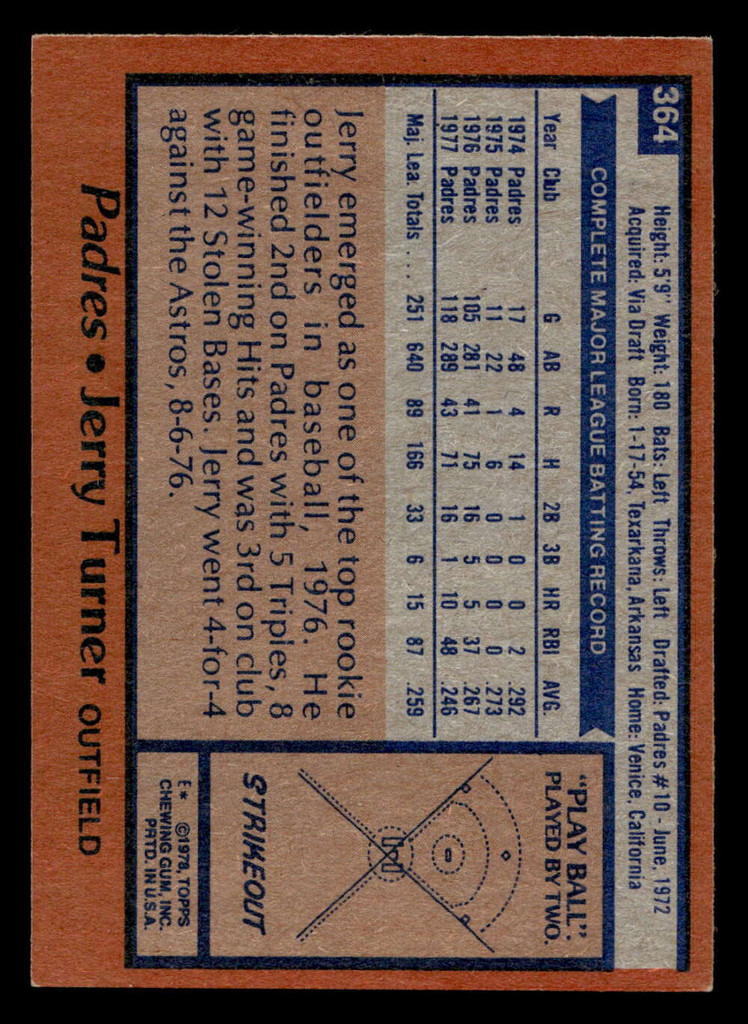 364
Height: 5'9" Weight: 180 Bats: Left Throws: Left Drafted: Padres #10 - June, 1972
Acquired: Via Draft Born: 1-17-54, Texarkana, Arkansas Home: Venice, California
COMPLETE MAJOR LEAGUE BATTING RECORD
Year Club G AB R H 2B 3B HR RBI AVG.
1974 Padres 17 48 4 14 1 0 0 2 .292
1975 Padres 11 22 1 6 0 0 0 0 .273
1976 Padres 105 281 41 75 16 5 5 37 .267
1977 Padres 118 289 43 71 16 1 10 48 .246
Maj. Lea. Totals .... 251 640 89 166 33 6 15 87 .259
Jerry emerged as one of the top rookie
outfielders in baseball, 1976. He
finished 2nd on Padres with 5 Triples, 8
game-winning Hits and was 3rd on club
with 12 Stolen Bases. Jerry went 4-for-4
against the Astros, 8-6-76.
"PLAY BALL":
PLAYED BY TWO.
STRIKEOUT
E* ©1978, TOPPS
CHEWING GUM, INC.
PRTD. IN U.S.A.
Padres • Jerry Turner OUTFIELD